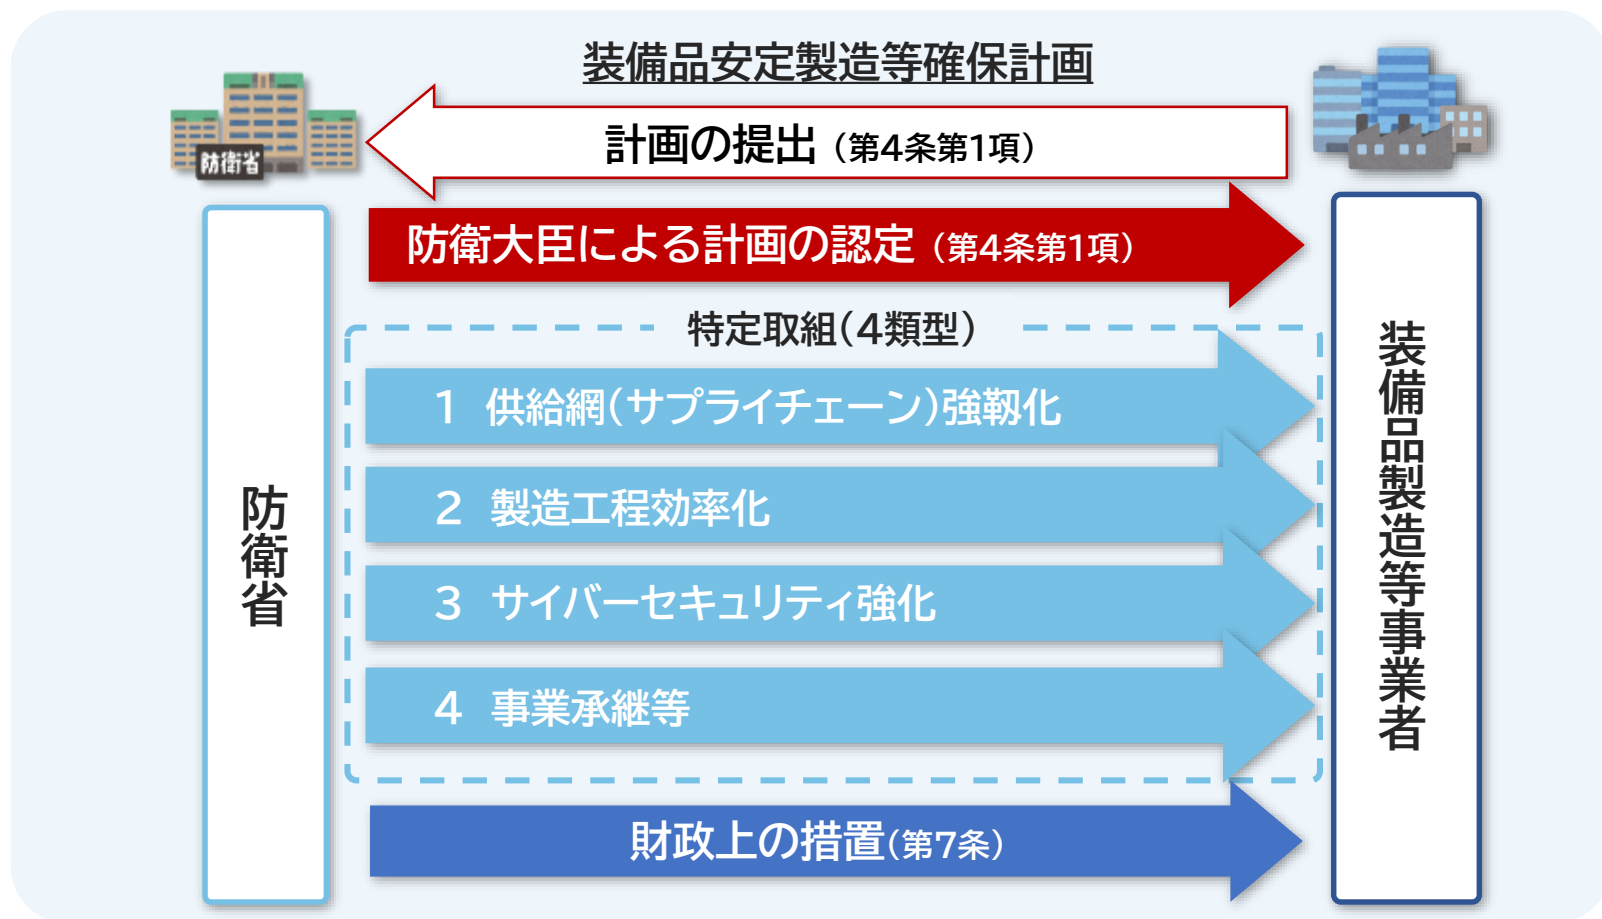 装備品安定製造等確保計画
防衛省
計画の提出（第4条第1項）
防衛大臣による計画の認定（第4条第1項）
特定取組(4類型)
1 供給網(サプライチェーン)強靱化
2 製造工程効率化
3 サイバーセキュリティ強化
4 事業承継等
財政上の措置(第7条)
防衛省
装備品製造等事業者